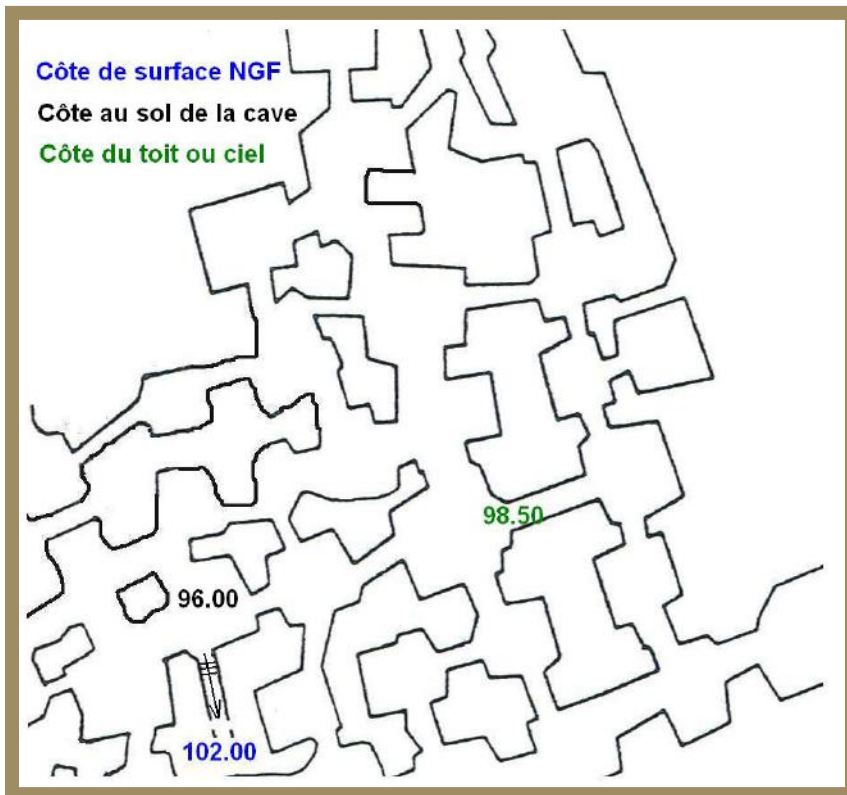 Côte de surface NGF
Côte au sol de la cave
Côte du toit ou ciel
98.50
96.00
102.00